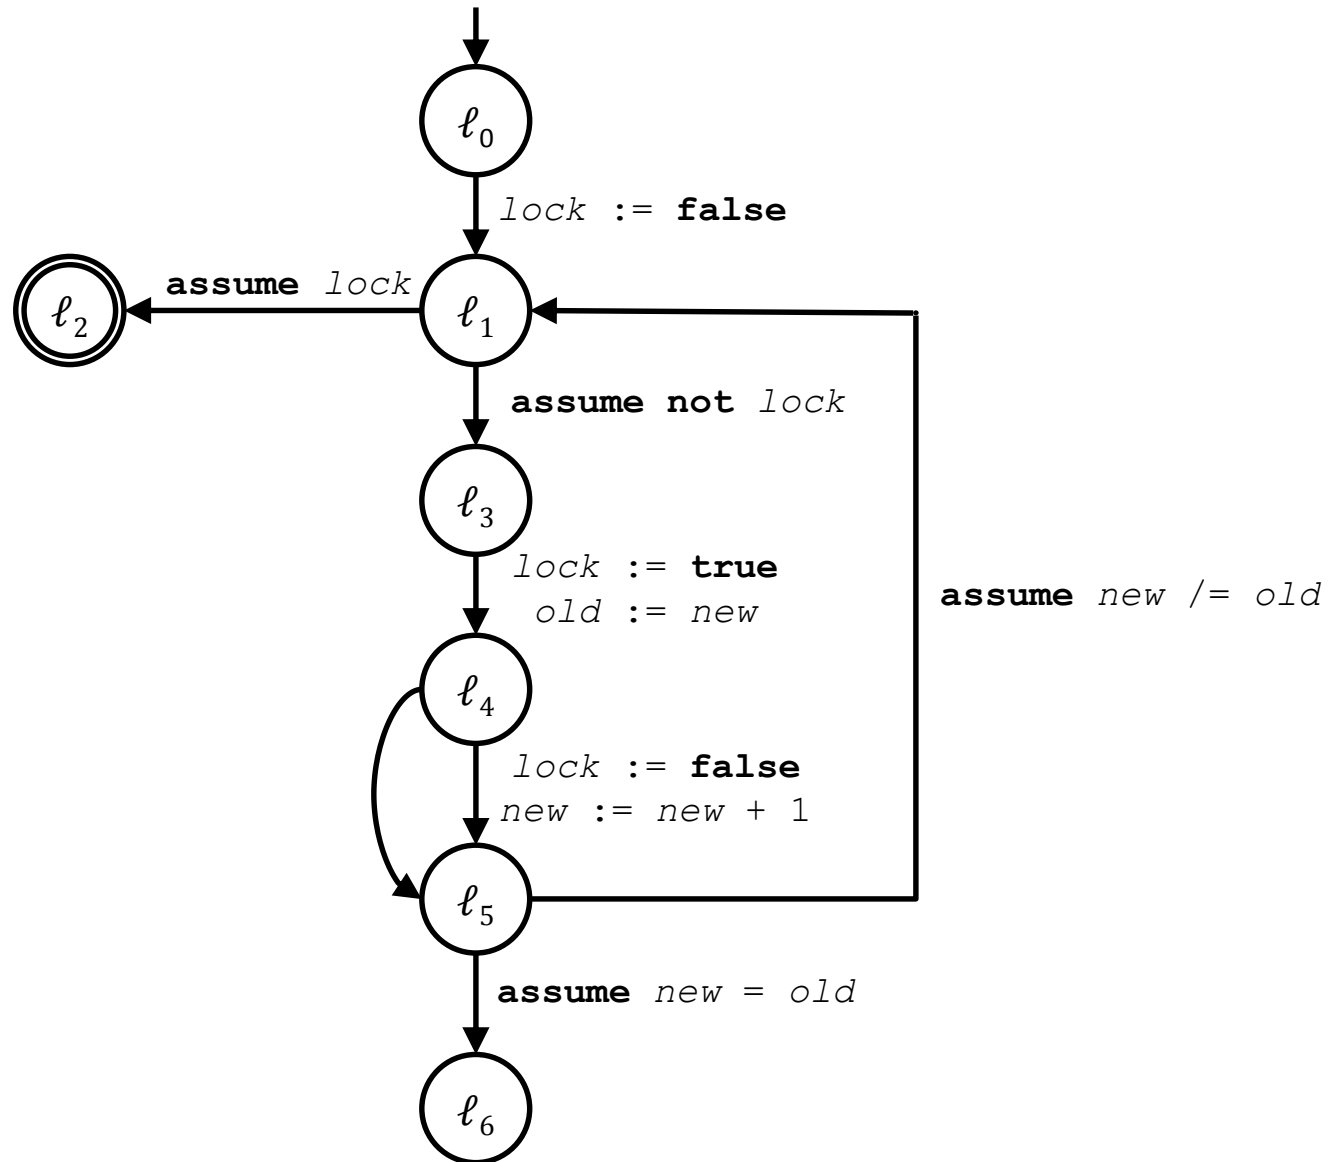 ℓ0
lock := false
assume lock
ℓ2
ℓ1
assume not lock
ℓ3
lock := true
old := new
assume new /= old
ℓ4
lock := false
new := new + 1
ℓ5
assume new = old
ℓ6